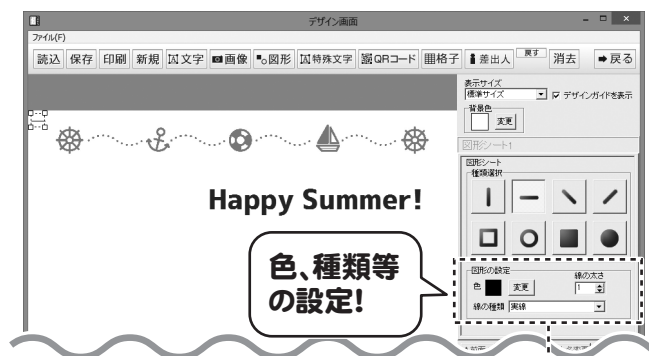 デザイン画面
ファイル(F)
読込 保存 印刷 新規 文字 画像 図形 特殊文字 QRコード 格子 差出人 戻す 消去 戻る
表示サイズ
標準サイズ デザインガイドを表示
背景色
変更
図形シート1
図形シート
種類選択
Happy Summer!
色、種類等
の設定!
図形の設定
線の太さ
色 変更 1
線の種類 実線